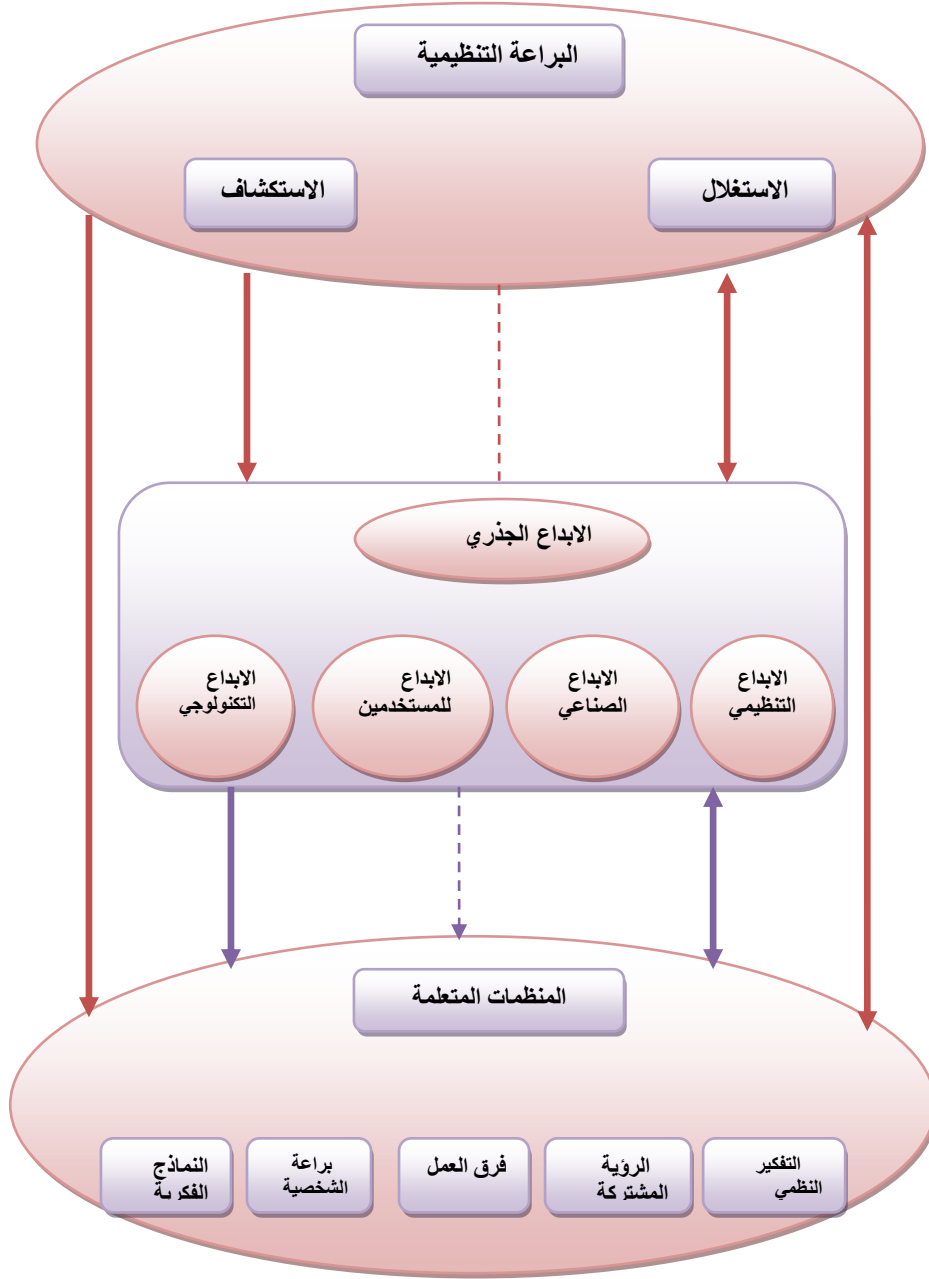 البراعة التنظيمية
الاستغلال
الاستكشاف
الابداع الجذري
الابداع
التنظيمي
الابداع
الصناعي
الابداع
للمستخدمين
الابداع
التكنولوجي
المنظمات المتعلمة
التفكير
النظمي
الرؤية
المشتركة
فرق العمل
براعة
الشخصية
النماذج
الفكرية